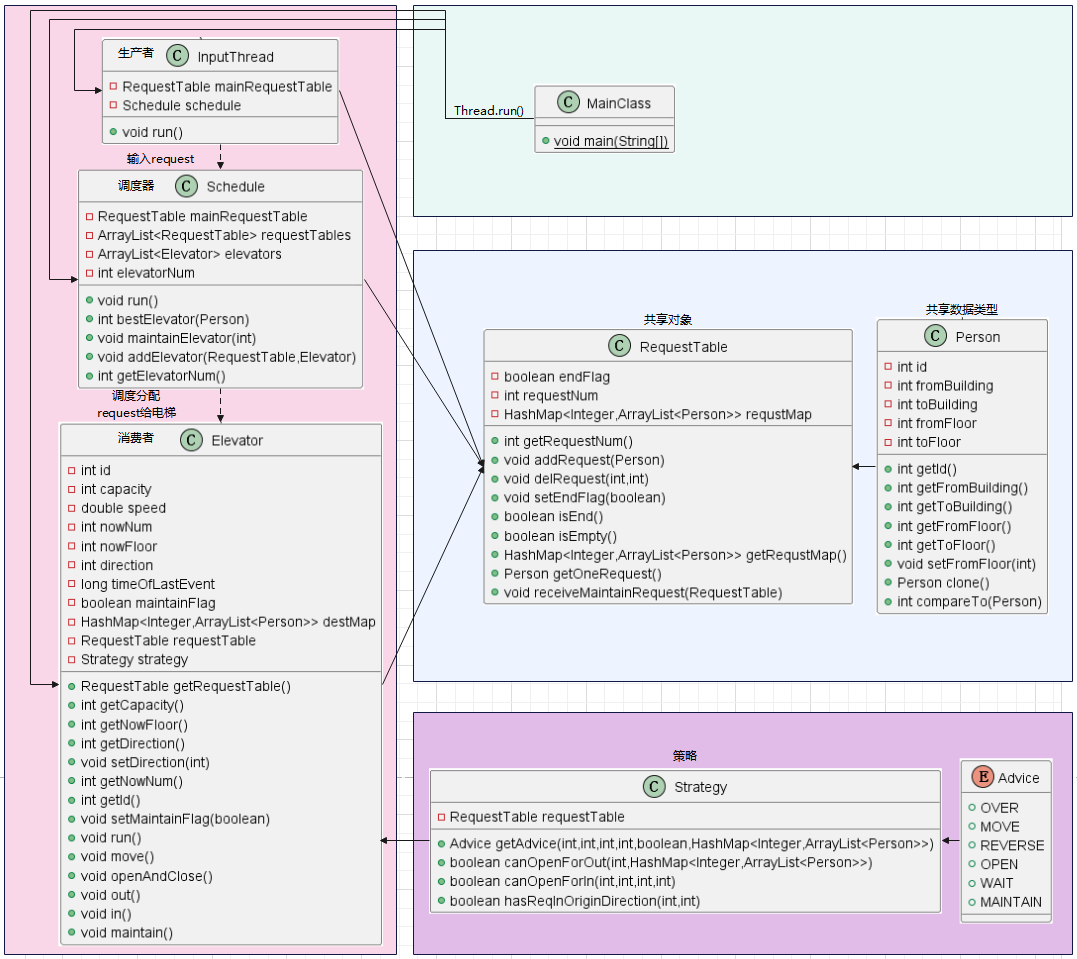 生产者 C InputThread
RequestTable mainRequestTable
Schedule schedule
void run()
输入request
调度器 C Schedule
RequestTable mainRequestTable
ArrayList<RequestTable> requestTables
ArrayList<Elevator> elevators
int elevatorNum
void run()
int bestElevator(Person)
void maintainElevator(int)
void addElevator(RequestTable,Elevator)
int getElevatorNum()
调度分配
request给电梯
消费者 C Elevator
int id
int capacity
double speed
int nowNum
int nowFloor
int direction
long timeOfLastEvent
boolean maintainFlag
HashMap<Integer,ArrayList<Person>> destMap
RequestTable requestTable
Strategy strategy
RequestTable getRequestTable()
int getCapacity()
int getNowFloor()
int getDirection()
void setDirection(int)
int getNowNum()
int getId()
void setMaintainFlag(boolean)
void run()
void move()
void openAndClose()
void out()
void in()
void maintain()
Thread.run()
C MainClass
void main(String[])
共享对象
C RequestTable
boolean endFlag
int requestNum
HashMap<Integer,ArrayList<Person>> requstMap
int getRequestNum()
void addRequest(Person)
void delRequest(int,int)
void setEndFlag(boolean)
boolean isEnd()
boolean isEmpty()
HashMap<Integer,ArrayList<Person>> getRequstMap()
Person getOneRequest()
void receiveMaintainRequest(RequestTable)
共享数据类型
C Person
int id
int fromBuilding
int toBuilding
int fromFloor
int toFloor
int getId()
int getFromBuilding()
int getToBuilding()
int getFromFloor()
int getToFloor()
void setFromFloor(int)
Person clone()
int compareTo(Person)
策略
C Strategy
RequestTable requestTable
Advice getAdvice(int,int,int,int,boolean,HashMap<Integer,ArrayList<Person>>)
boolean canOpenForOut(int,HashMap<Integer,ArrayList<Person>>)
boolean canOpenForIn(int,int,int,int)
boolean hasReqInOriginDirection(int,int)
E Advice
OVER
MOVE
REVERSE
OPEN
WAIT
MAINTAIN